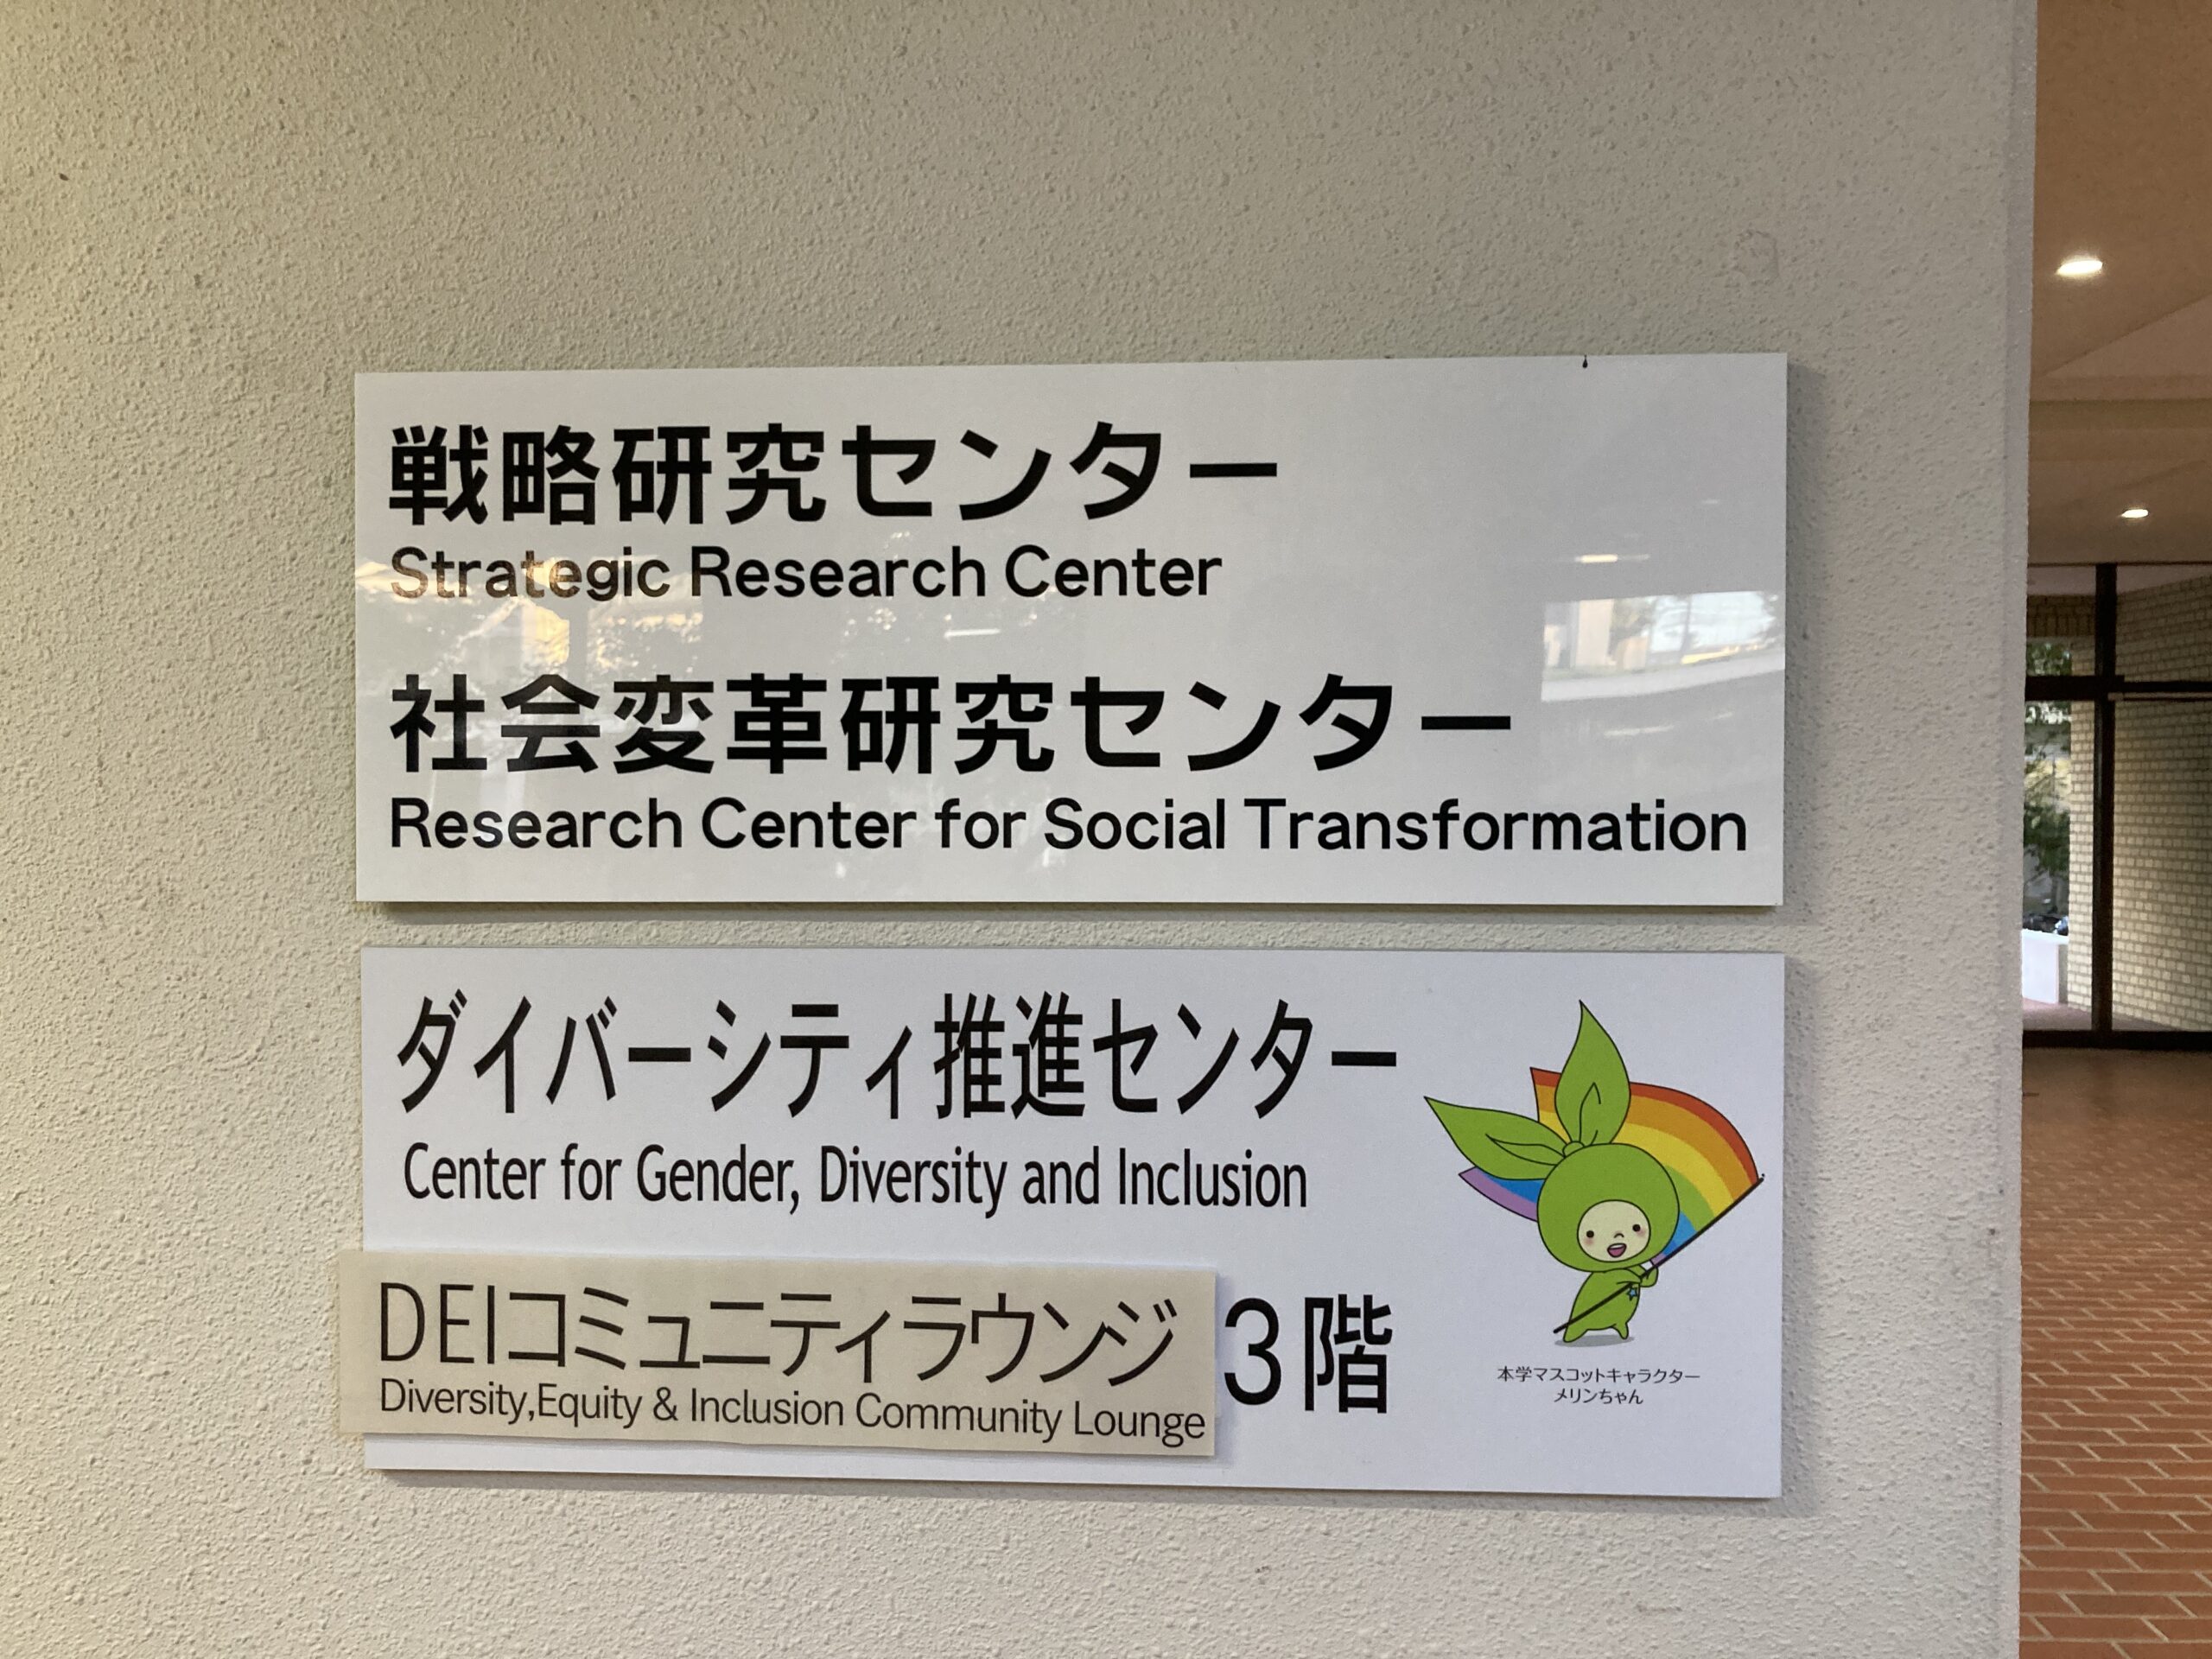 戦略研究センター
Strategic Research Center
社会変革研究センター
Research Center for Social Transformation
ダイバーシティ推進センター
Center for Gender, Diversity and Inclusion
DEIコミュニティラウンジ 3階
Diversity,Equity & Inclusion Community Lounge
本学マスコットキャラクター
メリンちゃん